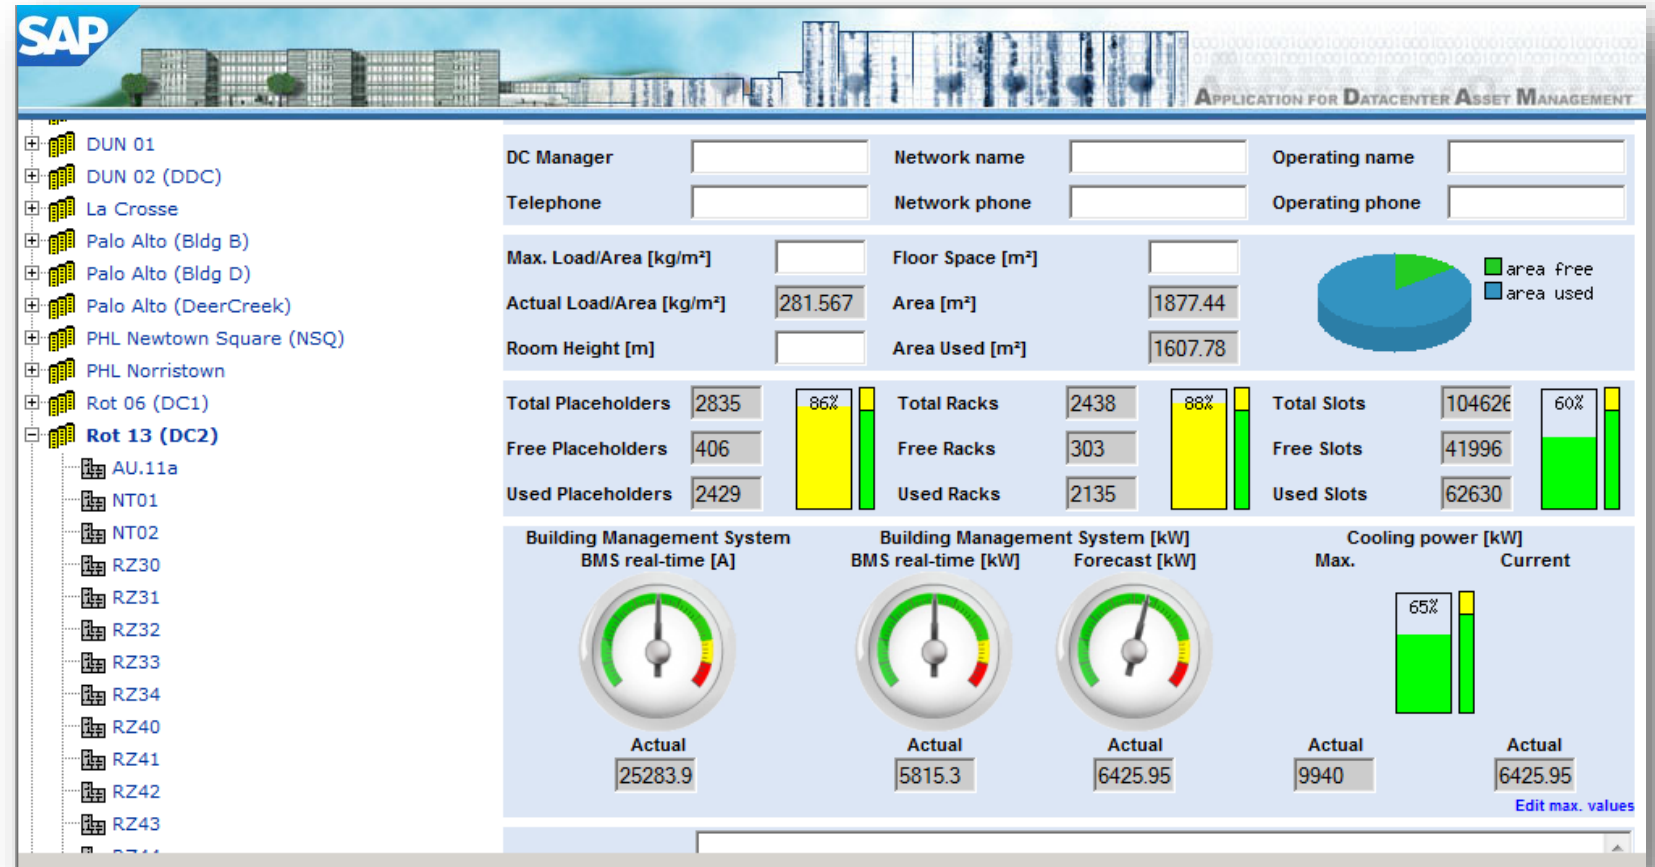 SAP
APPLICATION FOR DATACENTER ASSET MANAGEMENT
DUN 01
DUN 02 (DDC)
La Crosse
Palo Alto (Bldg B)
Palo Alto (Bldg D)
Palo Alto (DeerCreek)
PHL Newtown Square (NSQ)
PHL Norristown
Rot 06 (DC1)
Rot 13 (DC2)
AU.11a
NT01
NT02
RZ30
RZ31
RZ32
RZ33
RZ34
RZ40
RZ41
RZ42
RZ43
DC Manager Network name Operating name
Telephone Network phone Operating phone
Max. Load/Area [kg/m²] Floor Space [m²]
area free
Actual Load/Area [kg/m²] 281.567 Area [m²] 1877.44
area used
Room Height [m] Area Used [m²] 1607.78
Total Placeholders 2835 86% Total Racks 2438 88% Total Slots 104626 60%
Free Placeholders 406 Free Racks 303 Free Slots 41996
Used Placeholders 2429 Used Racks 2135 Used Slots 62630
Building Management System Building Management System [kW] Cooling power [kW]
BMS real-time [A] BMS real-time [kW] Forecast [kW] Max. Current
65%
Actual Actual Actual Actual Actual
25283.9 5815.3 6425.95 9940 6425.95
Edit max. values